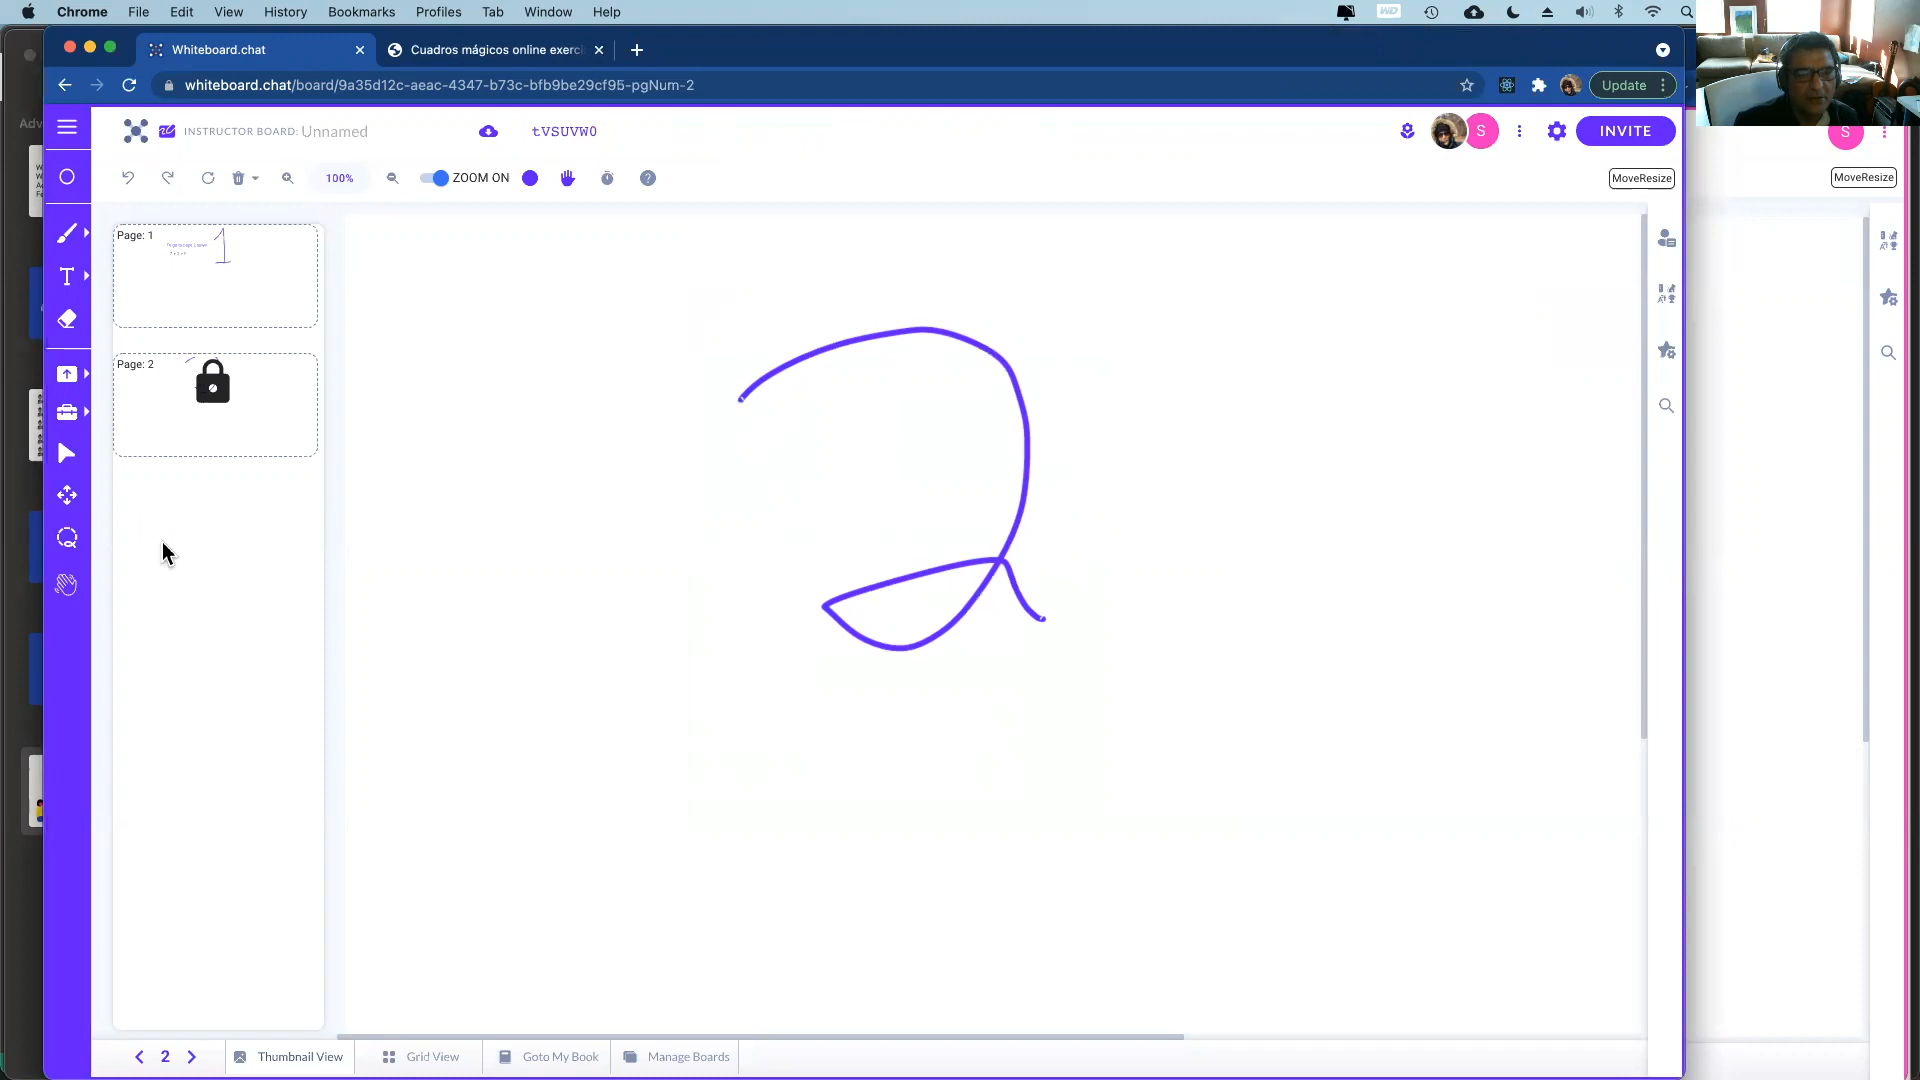 Chrome File Edit View History Bookmarks Profiles Tab Window Help
Whiteboard.chat
Cuadros mágicos online exerci
whiteboard.chat/board/9a35d12c-aeac-4347-b73c-bfb9be29cf95-pgNum-2
Update
INSTRUCTOR BOARD: Unnamed
tVSUVW0
S
INVITE
S
100%
ZOOM ON
MoveResize
MoveResize
Page: 1
1
Page: 2
2
2
Thumbnail View
Grid View
Goto My Book
Manage Boards